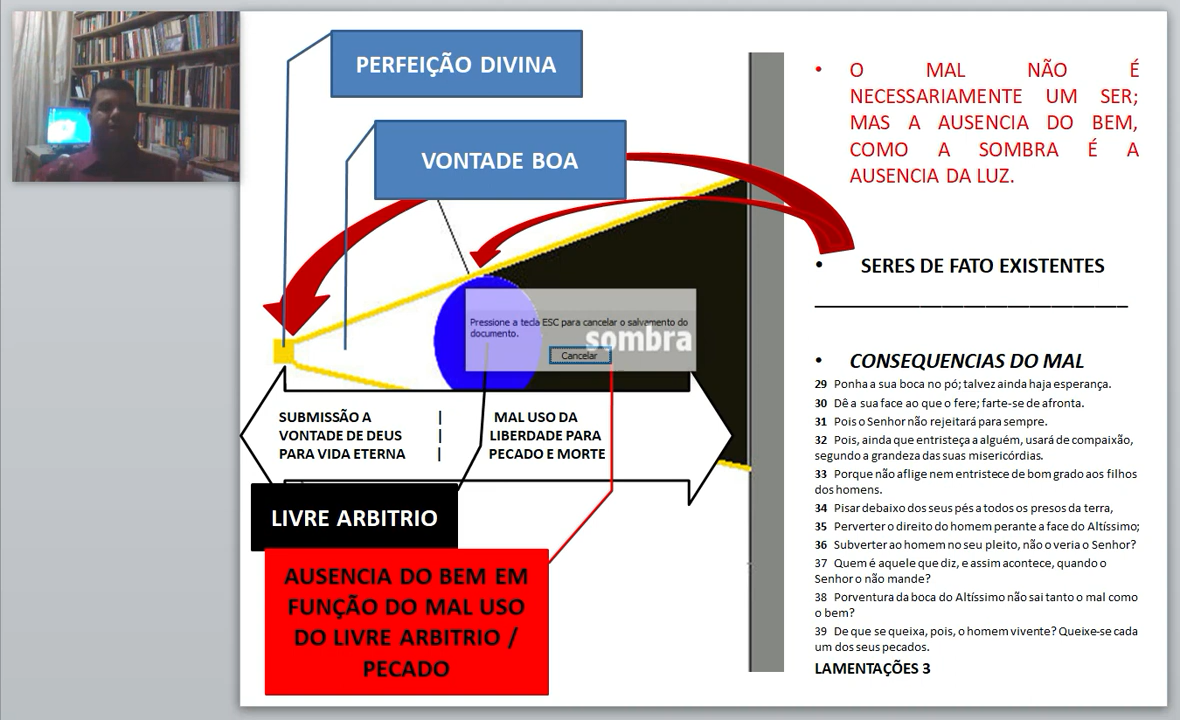 PERFEIÇÃO DIVINA
VONTADE BOA
Pressione a tecla ESC para cancelar o salvamento do
documento.
sombra
Cancelar
SUBMISSÃO A | MAL USO DA
VONTADE DE DEUS | LIBERDADE PARA
PARA VIDA ETERNA | PECADO E MORTE
LIVRE ARBITRIO
AUSENCIA DO BEM EM
FUNÇÃO DO MAL USO
DO LIVRE ARBITRIO /
PECADO
• O MAL NÃO É
NECESSARIAMENTE UM SER;
MAS A AUSENCIA DO BEM,
COMO A SOMBRA É A
AUSENCIA DA LUZ.
• SERES DE FATO EXISTENTES
• CONSEQUENCIAS DO MAL
29 Ponha a sua boca no pó; talvez ainda haja esperança.
30 Dê a sua face ao que o fere; farte-se de afronta.
31 Pois o Senhor não rejeitará para sempre.
32 Pois, ainda que entristeça a alguém, usará de compaixão,
segundo a grandeza das suas misericórdias.
33 Porque não aflige nem entristece de bom grado aos filhos
dos homens.
34 Pisar debaixo dos seus pés a todos os presos da terra,
35 Perverter o direito do homem perante a face do Altíssimo;
36 Subverter ao homem no seu pleito, não o veria o Senhor?
37 Quem é aquele que diz, e assim acontece, quando o
Senhor o não mande?
38 Porventura da boca do Altíssimo não sai tanto o mal como
o bem?
39 De que se queixa, pois, o homem vivente? Queixe-se cada
um dos seus pecados.
LAMENTAÇÕES 3